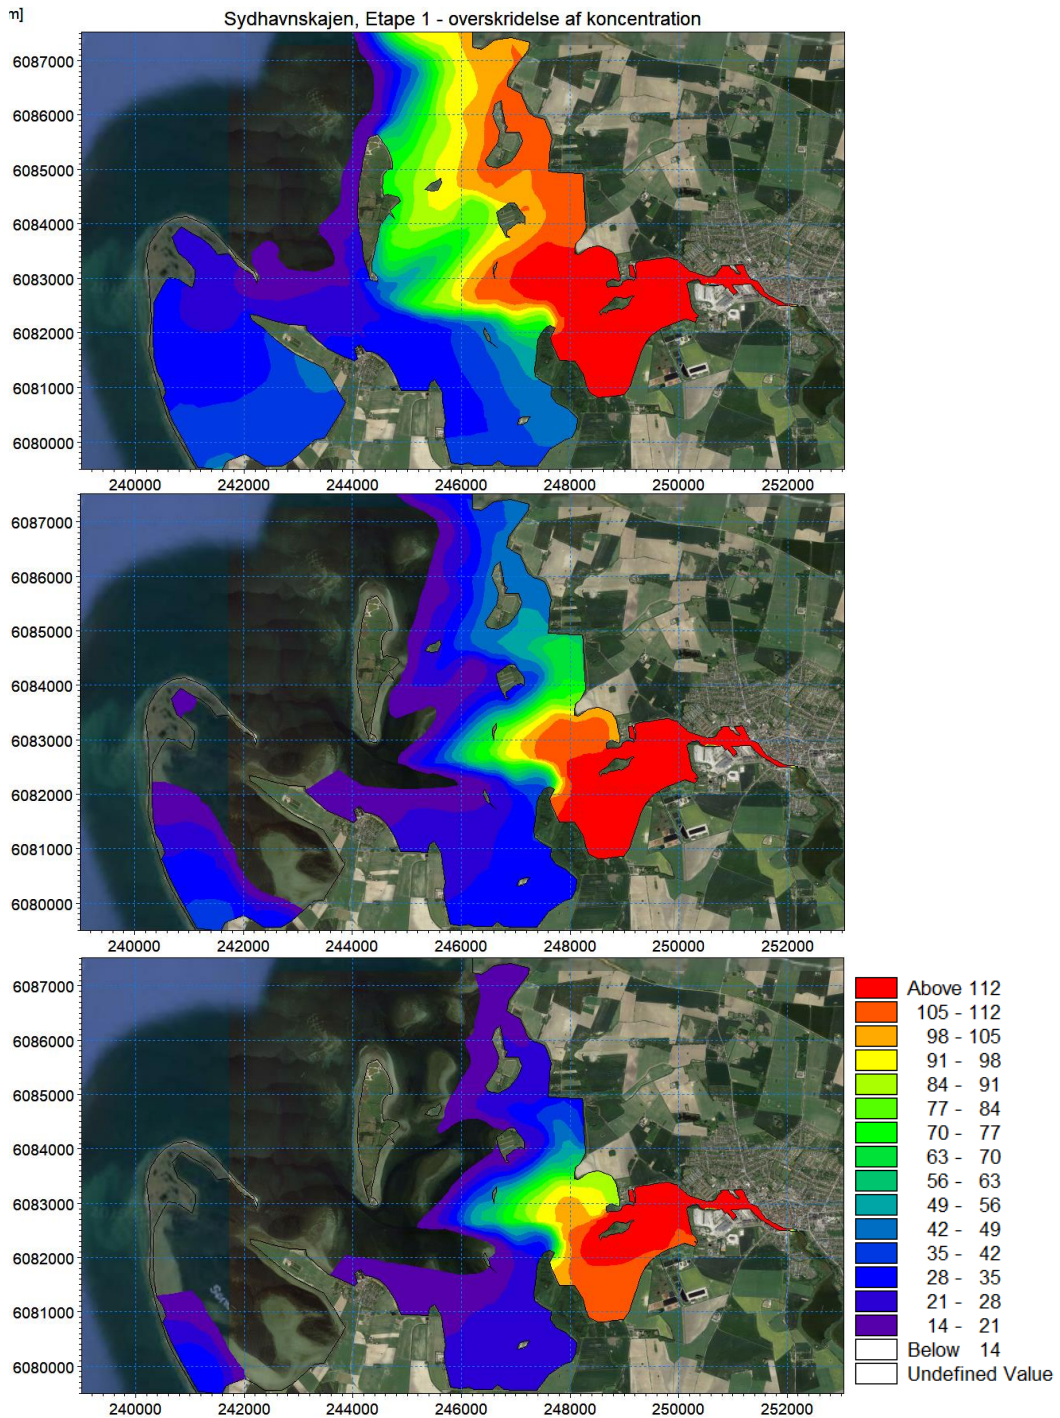 m]
Sydhavnskajen, Etape 1 - overskridelse af koncentration
6087000
6086000
6085000
6084000
6083000
6082000
6081000
6080000
240000 242000 244000 246000 248000 250000 252000
6087000
6086000
6085000
6084000
6083000
6082000
6081000
6080000
240000 242000 244000 246000 248000 250000 252000
6087000
6086000
6085000
6084000
6083000
6082000
6081000
6080000
240000 242000 244000 246000 248000 250000 252000
Above 112
105 - 112
98 - 105
91 - 98
84 - 91
77 - 84
70 - 77
63 - 70
56 - 63
49 - 56
42 - 49
35 - 42
28 - 35
21 - 28
14 - 21
Below 14
Undefined Value